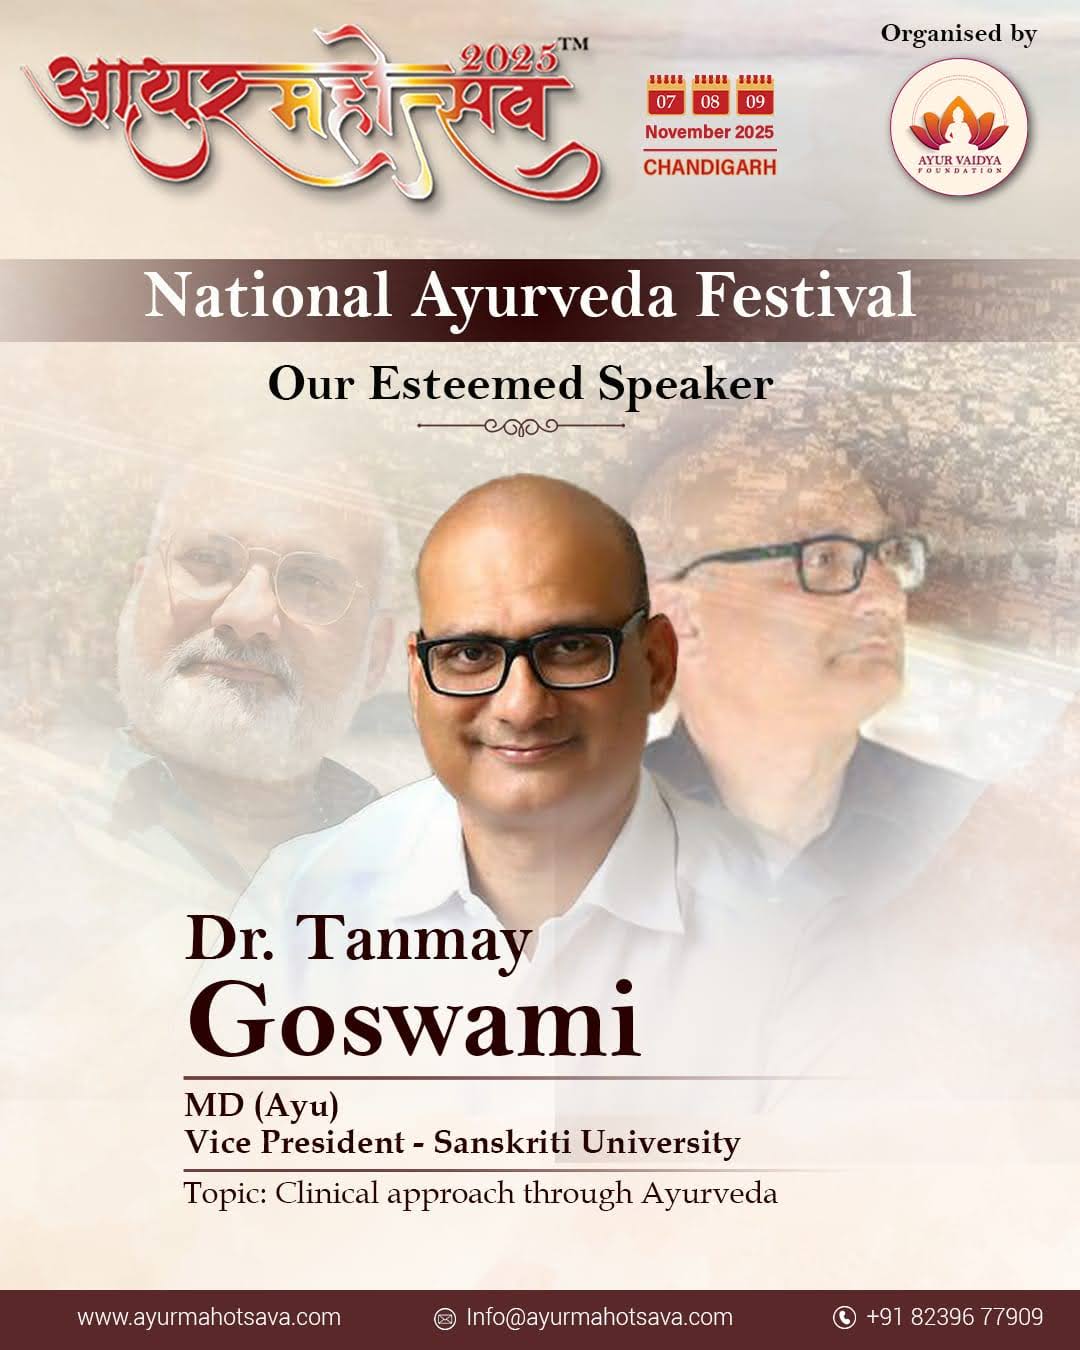 आयुर महोत्सव 2025™
07 08 09
November 2025
CHANDIGARH
Organised by
AYUR VAIDYA
FOUNDATION
National Ayurveda Festival
Our Esteemed Speaker
Dr. Tanmay
Goswami
MD (Ayu)
Vice President - Sanskriti University
Topic: Clinical approach through Ayurveda
www.ayurmahotsava.com
Info@ayurmahotsava.com
+91 82396 77909